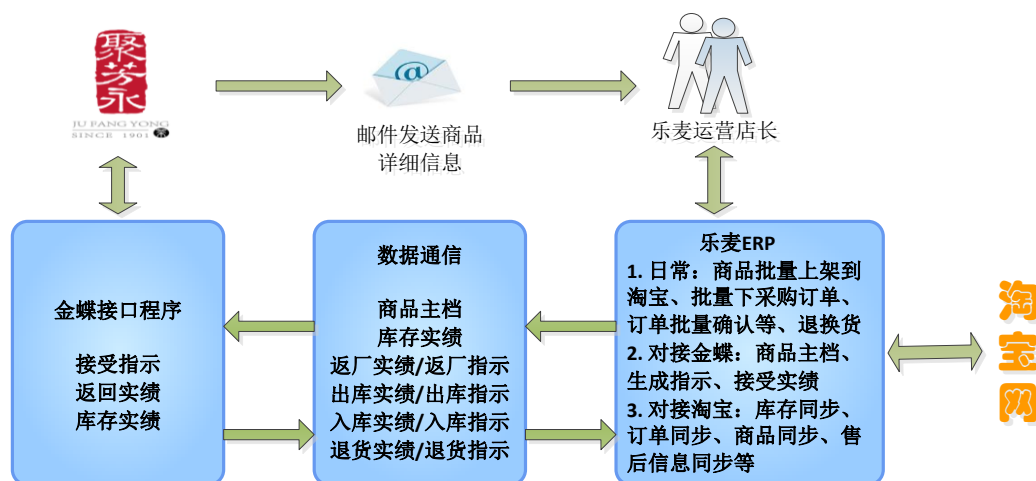 聚芳永
JU FANG YONG
SINCE 1901
@
邮件发送商品
详细信息
乐麦运营店长
金蝶接口程序
接受指示
返回实绩
库存实绩
数据通信
商品主档
库存实绩
返厂实绩/返厂指示
出库实绩/出库指示
入库实绩/入库指示
退货实绩/退货指示
乐麦ERP
1. 日常：商品批量上架到
淘宝、批量下采购订单、
订单批量确认等、退换货
2. 对接金蝶：商品主档、
生成指示、接受实绩
3. 对接淘宝：库存同步、
订单同步、商品同步、售
后信息同步等
淘宝网